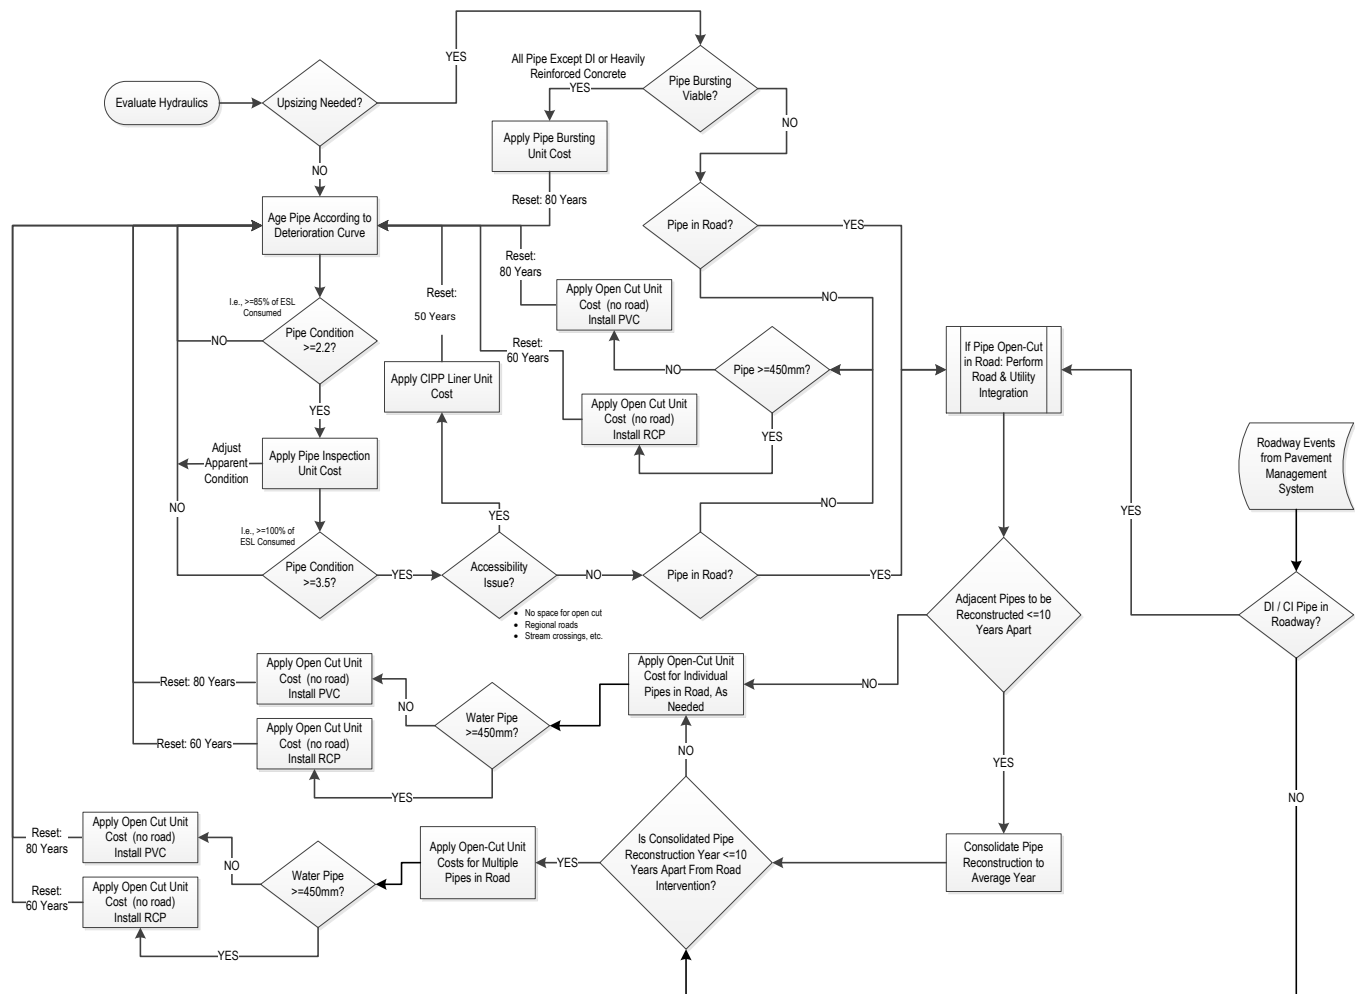 YES
All Pipe Except DI or Heavily
Reinforced Concrete
YES
Pipe Bursting
Viable?
Evaluate Hydraulics
Upsizing Needed?
NO
Apply Pipe Bursting
Unit Cost
NO
Reset: 80 Years
Age Pipe According to
Deterioration Curve
Pipe in Road?
YES
Reset:
80 Years
Apply Open Cut Unit
Cost (no road)
Install PVC
NO
I.e., >=85% of ESL
Consumed
Reset:
50 Years
NO
Pipe Condition
>=2.2?
Reset:
60 Years
NO
Pipe >=450mm?
If Pipe Open-Cut
in Road: Perform
Road & Utility
Integration
Apply CIPP Liner Unit
Cost
Apply Open Cut Unit
Cost (no road)
Install RCP
YES
YES
Adjust
Apparent
Condition
Apply Pipe Inspection
Unit Cost
Roadway Events
from Pavement
Management
System
NO
NO
YES
YES
I.e., >=100% of
ESL Consumed
Pipe Condition
>=3.5?
YES
Accessibility
Issue?
NO
Pipe in Road?
YES
• No space for open cut
• Regional roads
• Stream crossings, etc.
Adjacent Pipes to be
Reconstructed <=10
Years Apart
DI / CI Pipe in
Roadway?
Reset: 80 Years
Apply Open Cut Unit
Cost (no road)
Install PVC
NO
Water Pipe
>=450mm?
Apply Open-Cut Unit
Cost for Individual
Pipes in Road, As
Needed
NO
Reset: 60 Years
Apply Open Cut Unit
Cost (no road)
Install RCP
YES
NO
YES
NO
Reset:
80 Years
Apply Open Cut Unit
Cost (no road)
Install PVC
NO
Water Pipe
>=450mm?
Apply Open-Cut Unit
Costs for Multiple
Pipes in Road
YES
Is Consolidated Pipe
Reconstruction Year <=10
Years Apart From Road
Intervention?
Consolidate Pipe
Reconstruction to
Average Year
Reset:
60 Years
Apply Open Cut Unit
Cost (no road)
Install RCP
YES